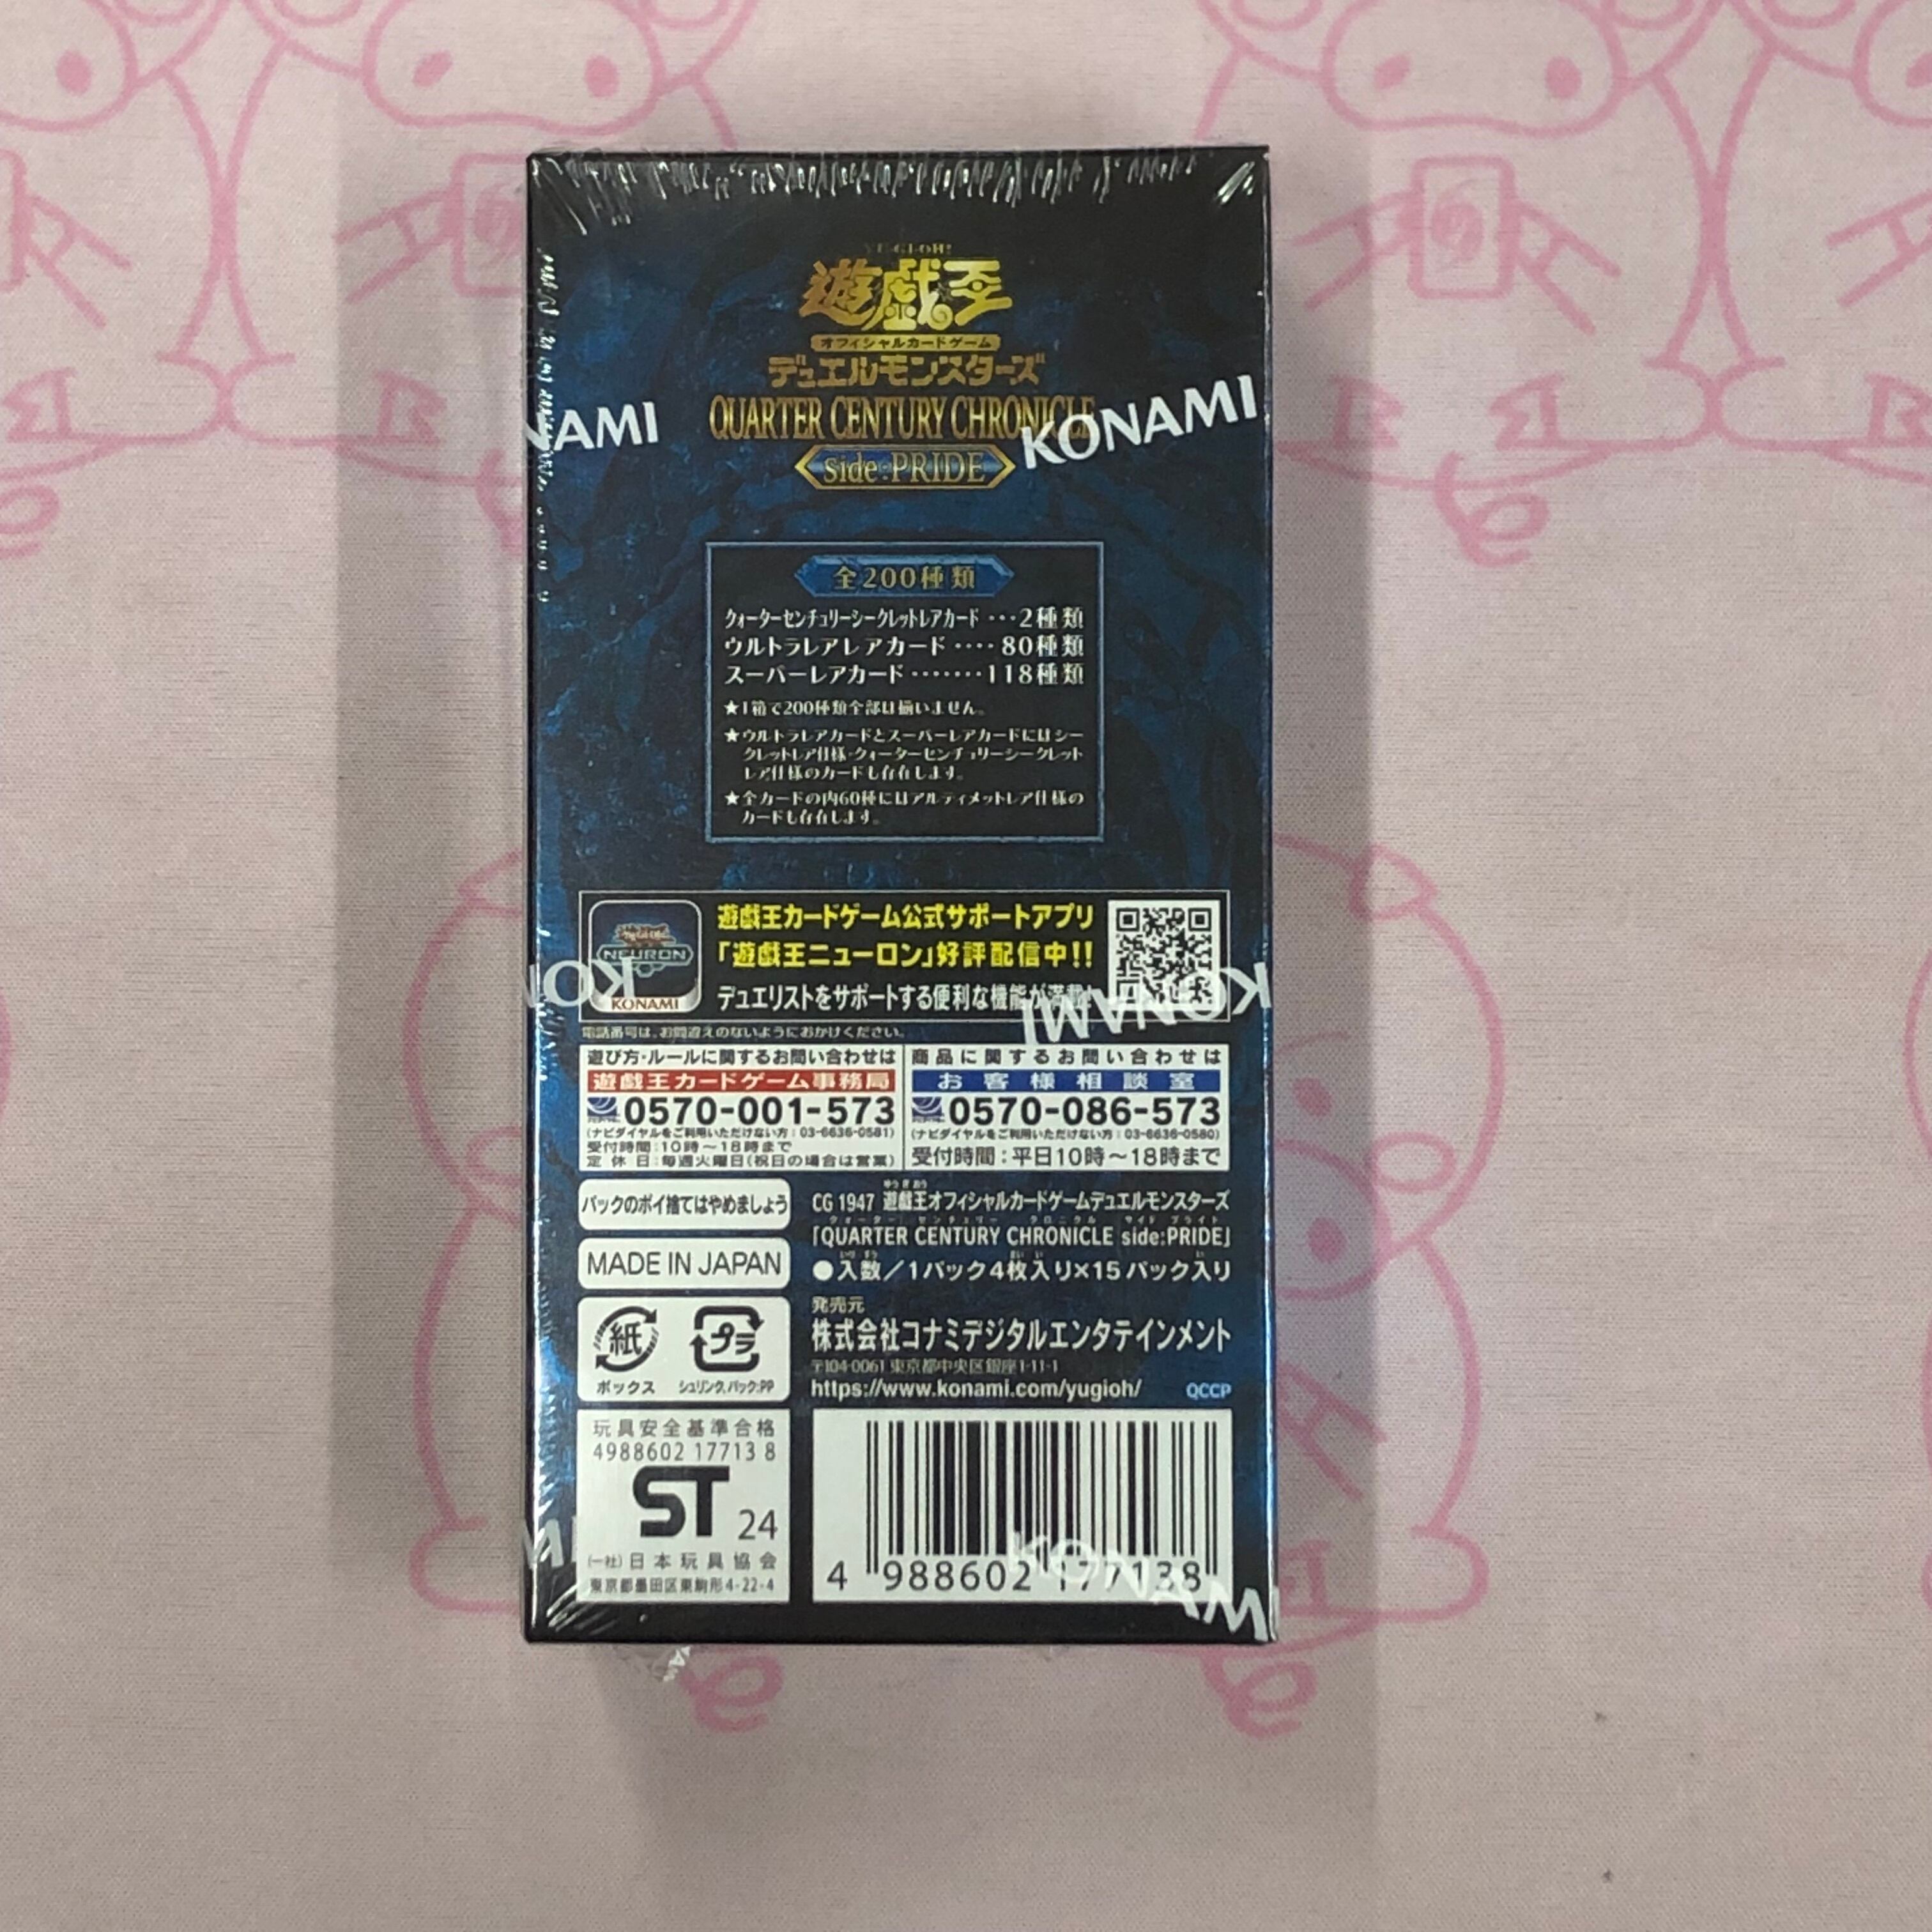 YU-GI-OH!
遊戯王
オフィシャルカードゲーム
デュエルモンスターズ
QUARTER CENTURY CHRONICLE
side:PRIDE
NAMI
KONAMI
全200種類
クォーターセンチュリーシークレットレアカード ･･･2種類
ウルトラレアレアカード ････ 80種類
スーパーレアカード ･･･････118種類
★1箱で200種類全部は揃いません。
★ウルトラレアカードとスーパーレアカードにはシー
クレットレア仕様・クォーターセンチュリーシークレット
レア仕様のカードも存在します。
★全カードの内60種にはアルティメットレア仕様の
カードも存在します。
遊戯王
NEURON
KONAMI
遊戯王カードゲーム公式サポートアプリ
「遊戯王ニューロン」好評配信中!!
デュエリストをサポートする便利な機能が満載!
KO
KONAMI
電話番号は、お間違えのないようにおかけください。
遊び方・ルールに関するお問い合わせは
遊戯王カードゲーム事務局
0570-001-573
(ナビダイヤルをご利用いただけない方：03-6636-0581)
受付時間：10時～18時まで
定休日：毎週火曜日(祝日の場合は営業)
商品に関するお問い合わせは
お客様相談室
0570-086-573
(ナビダイヤルをご利用いただけない方：03-6636-0580)
受付時間：平日10時～18時まで
パックのポイ捨てはやめましょう
MADE IN JAPAN
紙
プラ
ボックス
シュリンク,パック:PP
CG 1947 遊戯王オフィシャルカードゲームデュエルモンスターズ
「QUARTER CENTURY CHRONICLE side:PRIDE」
●入数／1パック4枚入り×15パック入り
発売元
株式会社コナミデジタルエンタテインメント
〒104-0061 東京都中央区銀座1-11-1
https://www.konami.com/yugioh/
QCCP
玩具安全基準合格
4988602 17713 8
ST 24
(一社)日本玩具協会
東京都墨田区東駒形4-22-4
4 988602 177138
KONAMI